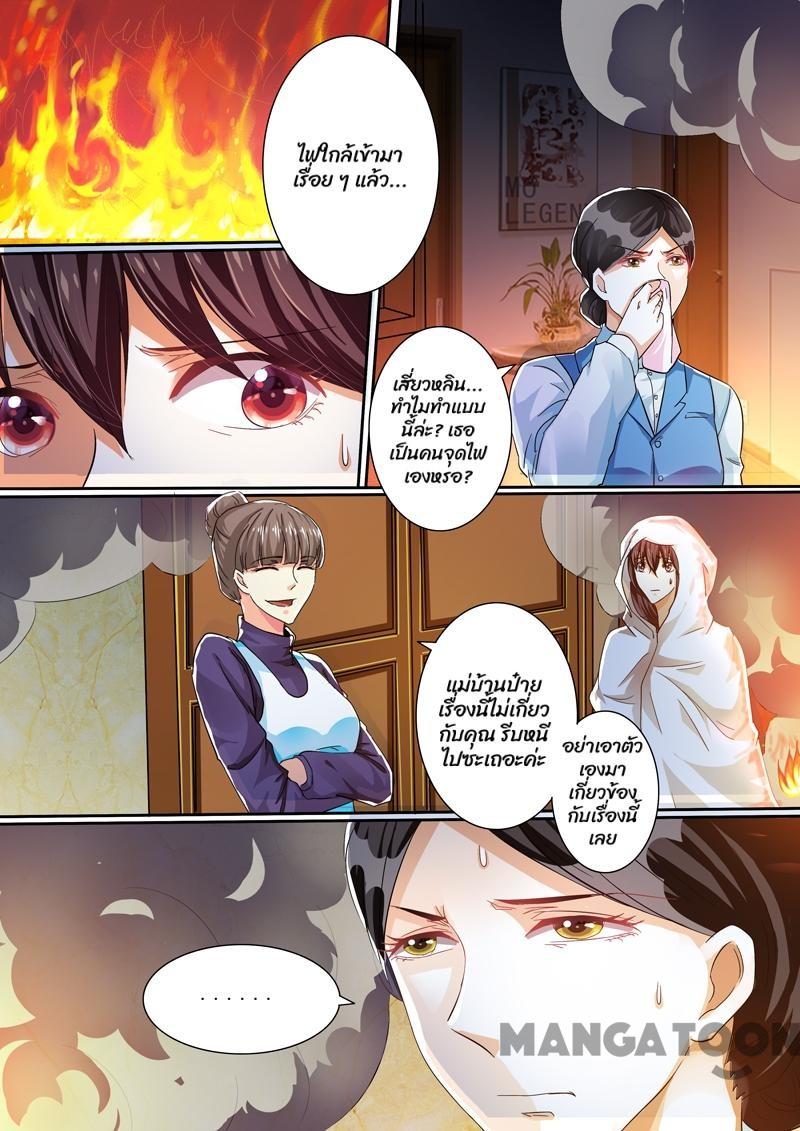 ไฟใกล้เข้ามา
เรื่อย ๆ แล้ว...
MO
LEGEN
เสี่ยวหลิน...
ทำไมทำแบบ
นี้ล่ะ? เธอ
เป็นคนจุดไฟ
เองหรอ?
แม่บ้านป๋าย
เรื่องนี้ไม่เกี่ยว
กับคุณ รีบหนี
ไปซะเถอะค่ะ
อย่าเอาตัว
เองมา
เกี่ยวข้อง
กับเรื่องนี้
เลย
......
MANGATOON